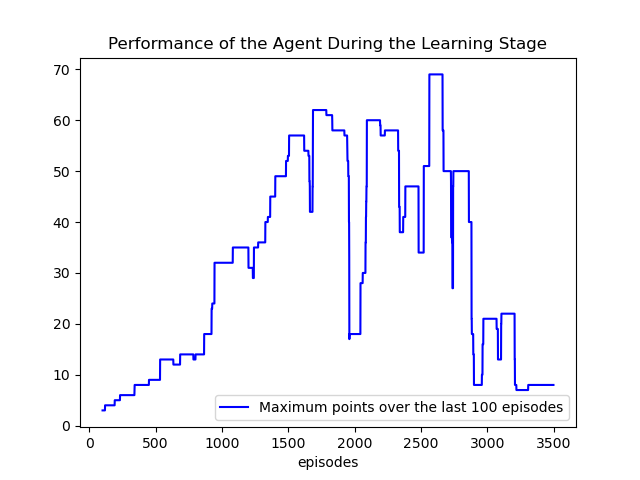 Performance of the Agent During the Learning Stage
70
60
50
40
30
20
10
0
Maximum points over the last 100 episodes
0 500 1000 1500 2000 2500 3000 3500
episodes